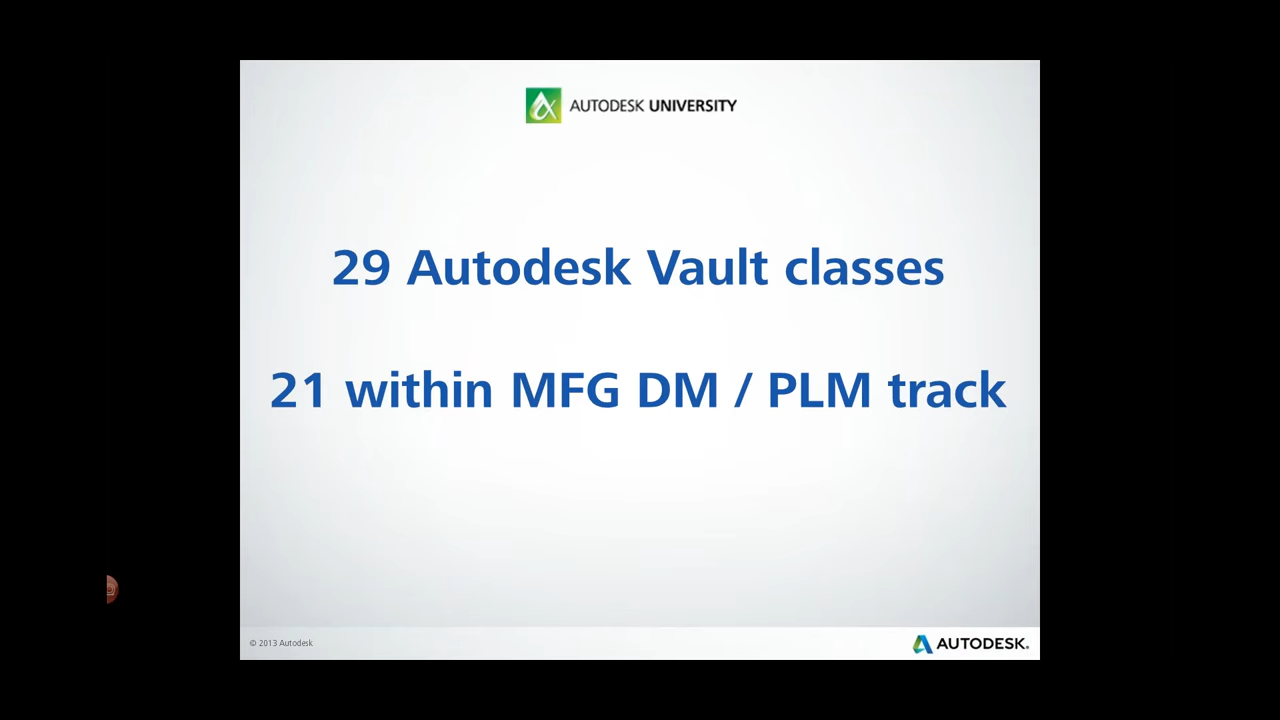 AUTODESK UNIVERSITY
29 Autodesk Vault classes
21 within MFG DM / PLM track
© 2013 Autodesk
AUTODESK.